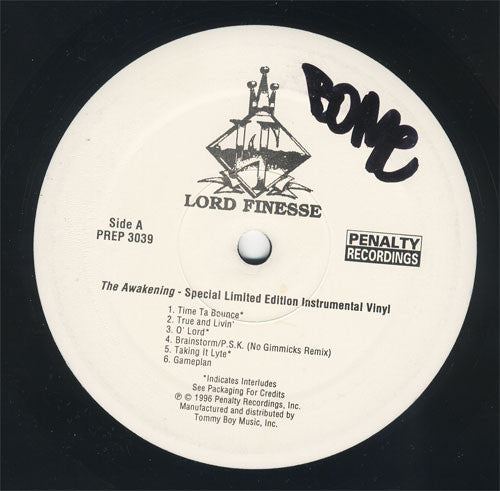 BOMC
LORD FINESSE
Side A
PREP 3039
PENALTY
RECORDINGS
The Awakening - Special Limited Edition Instrumental Vinyl
1. Time Ta Bounce*
2. True and Livin'
3. O' Lord*
4. Brainstorm/P.S.K. (No Gimmicks Remix)
5. Taking It Lyte*
6. Gameplan
*Indicates Interludes
See Packaging For Credits
℗ © 1996 Penalty Recordings, Inc.
Manufactured and distributed by
Tommy Boy Music, Inc.